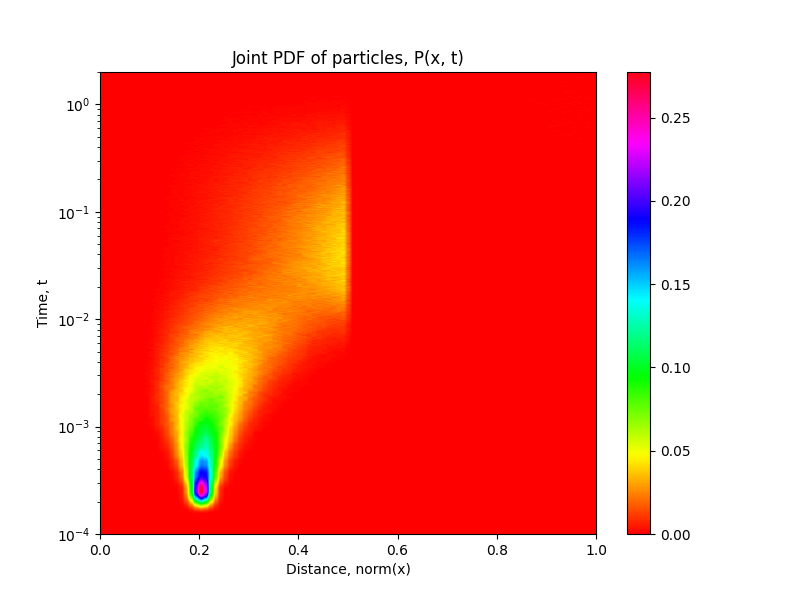 Joint PDF of particles, P(x, t)
Time, t
10⁰
10⁻¹
10⁻²
10⁻³
10⁻⁴
0.0 0.2 0.4 0.6 0.8 1.0
Distance, norm(x)
0.25
0.20
0.15
0.10
0.05
0.00